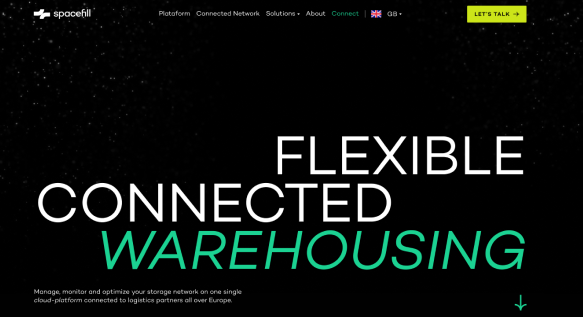 spacefill
Plataform Connected Network Solutions About Connect GB LET'S TALK
FLEXIBLE
CONNECTED
WAREHOUSING
Manage, monitor and optimize your storage network on one single
cloud-platform connected to logistics partners all over Europe.